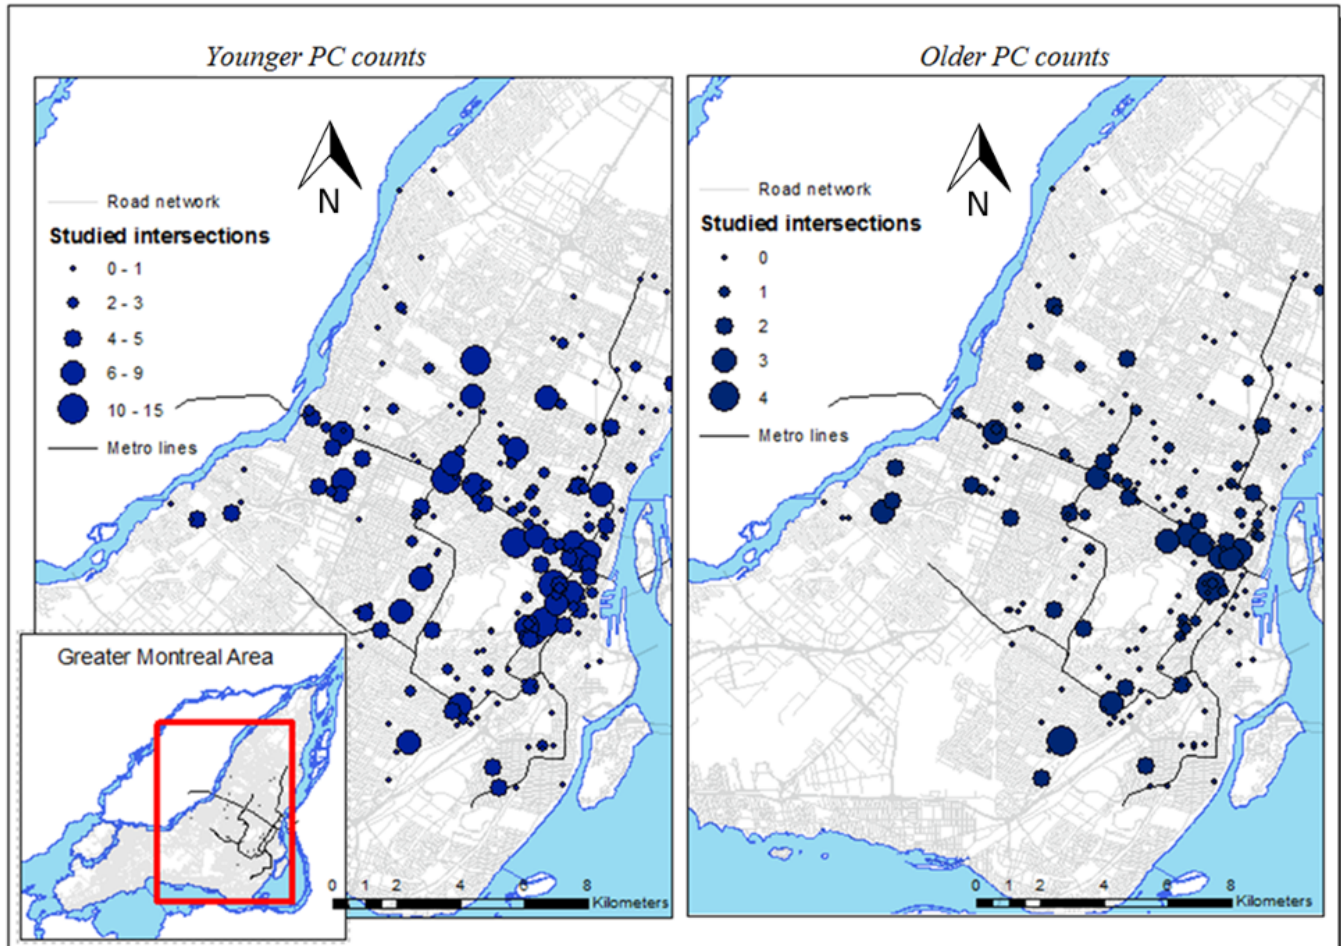 Younger PC counts
N
Road network
Studied intersections
0 - 1
2 - 3
4 - 5
6 - 9
10 - 15
Metro lines
Greater Montreal Area
0 1 2 4 6 8
Kilometers
Older PC counts
N
Road network
Studied intersections
0
1
2
3
4
Metro lines
0 2 4 6 8
Kilometers